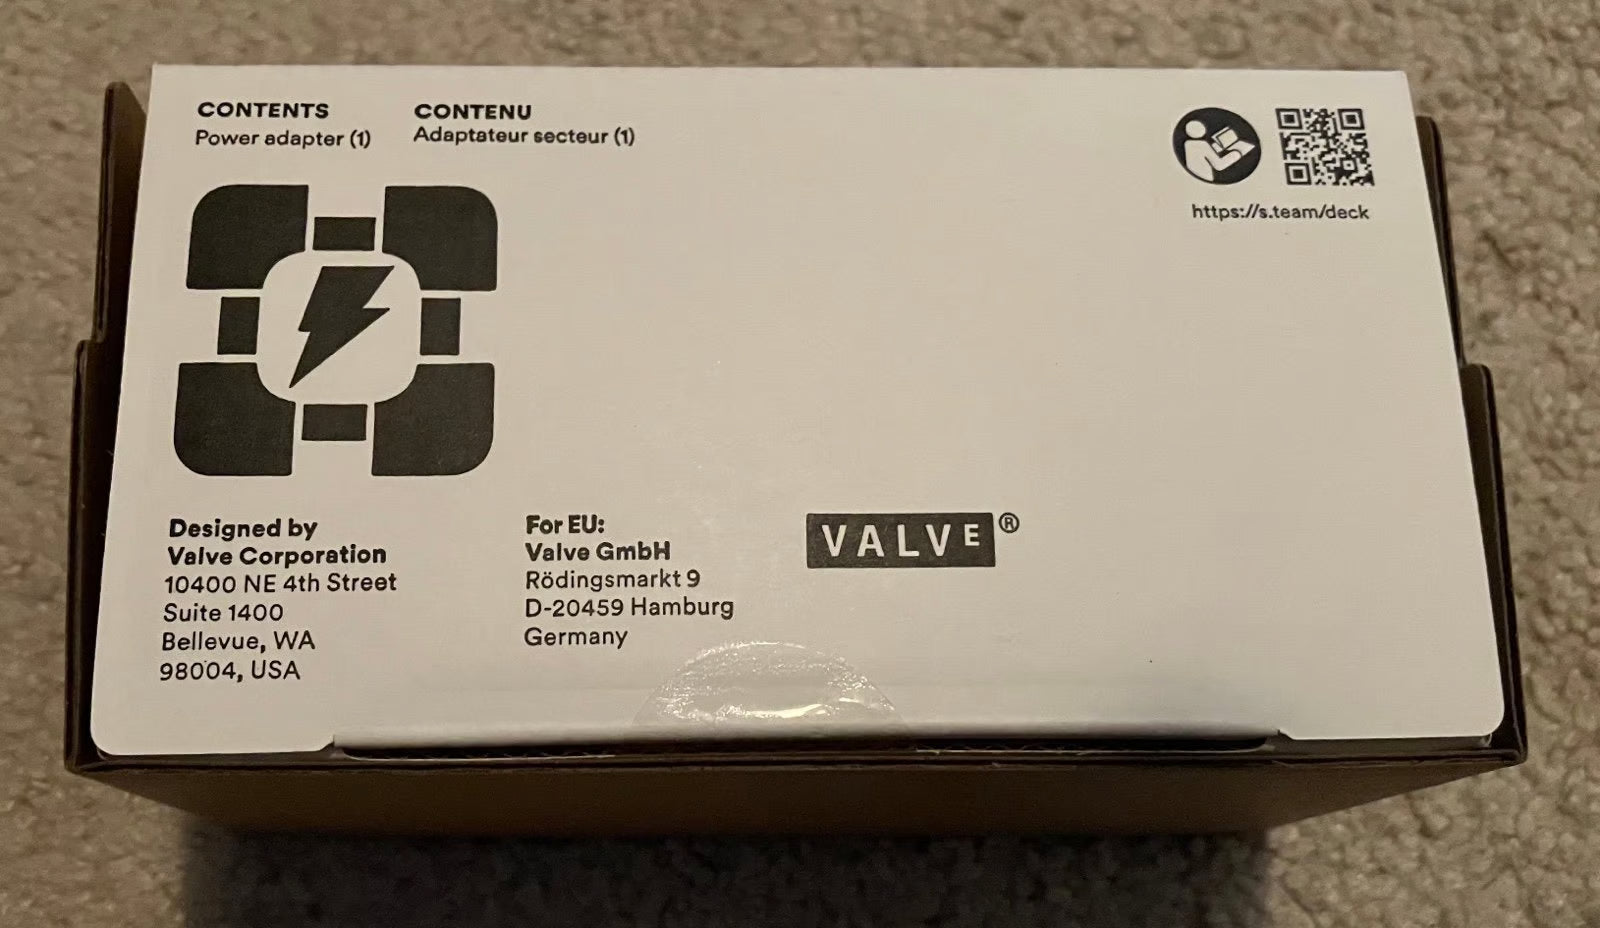 CONTENTS
Power adapter (1)
CONTENU
Adaptateur secteur (1)
https://s.team/deck
Designed by
Valve Corporation
10400 NE 4th Street
Suite 1400
Bellevue, WA
98004, USA
For EU:
Valve GmbH
Rödingsmarkt 9
D-20459 Hamburg
Germany
VALVE®